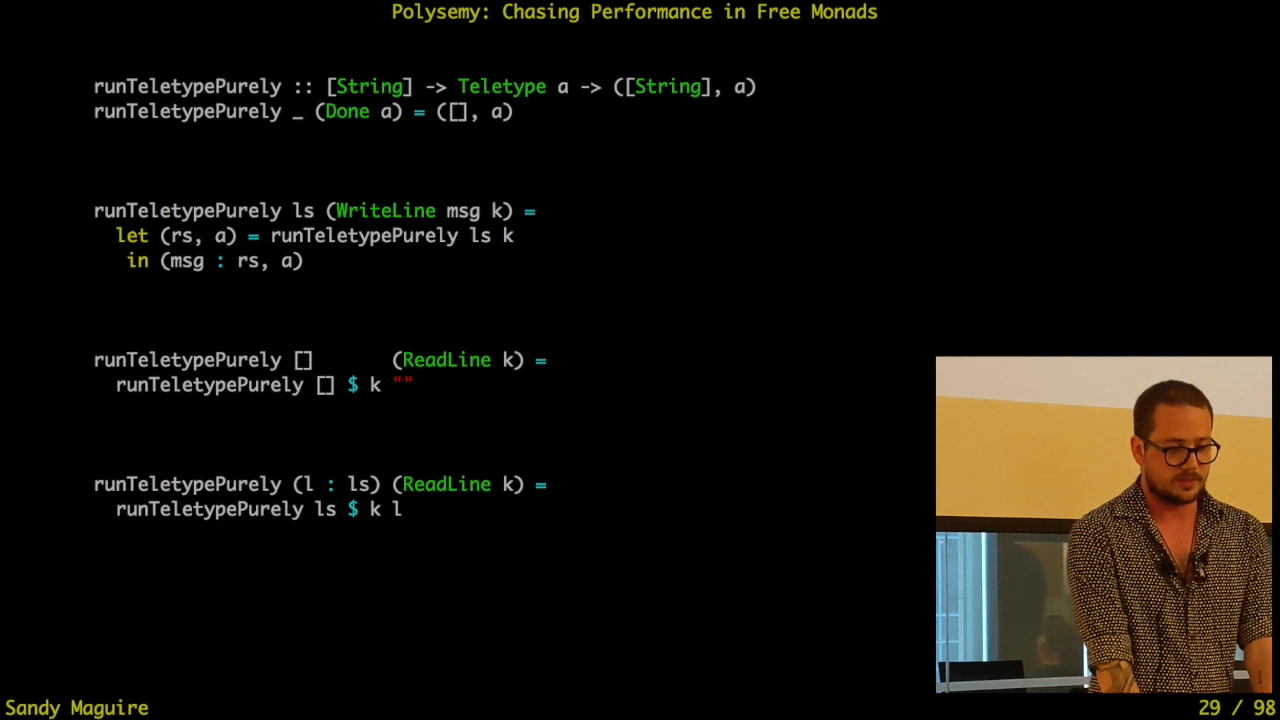 Polysemy: Chasing Performance in Free Monads
runTeletypePurely :: [String] -> Teletype a -> ([String], a)
runTeletypePurely _ (Done a) = ([], a)
runTeletypePurely ls (WriteLine msg k) =
  let (rs, a) = runTeletypePurely ls k
   in (msg : rs, a)
runTeletypePurely []       (ReadLine k) =
  runTeletypePurely [] $ k ""
runTeletypePurely (l : ls) (ReadLine k) =
  runTeletypePurely ls $ k l
Sandy Maguire
29 / 98